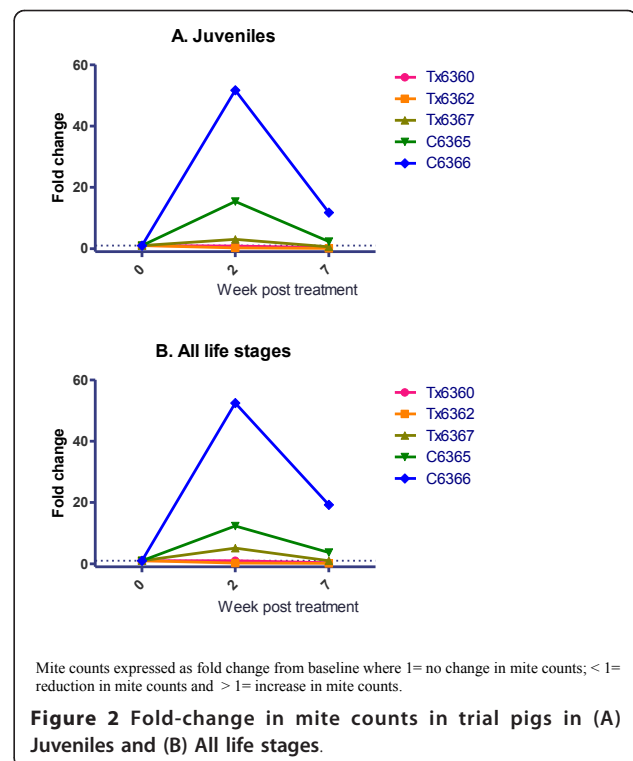 A. Juveniles
60
40
20
0
Fold change
0
2
7
Week post treatment
Tx6360
Tx6362
Tx6367
C6365
C6366
B. All life stages
60
40
20
0
Fold change
0
2
7
Week post treatment
Tx6360
Tx6362
Tx6367
C6365
C6366
Mite counts expressed as fold change from baseline where 1= no change in mite counts; < 1=
reduction in mite counts and > 1= increase in mite counts.
Figure 2 Fold-change in mite counts in trial pigs in (A)
Juveniles and (B) All life stages.